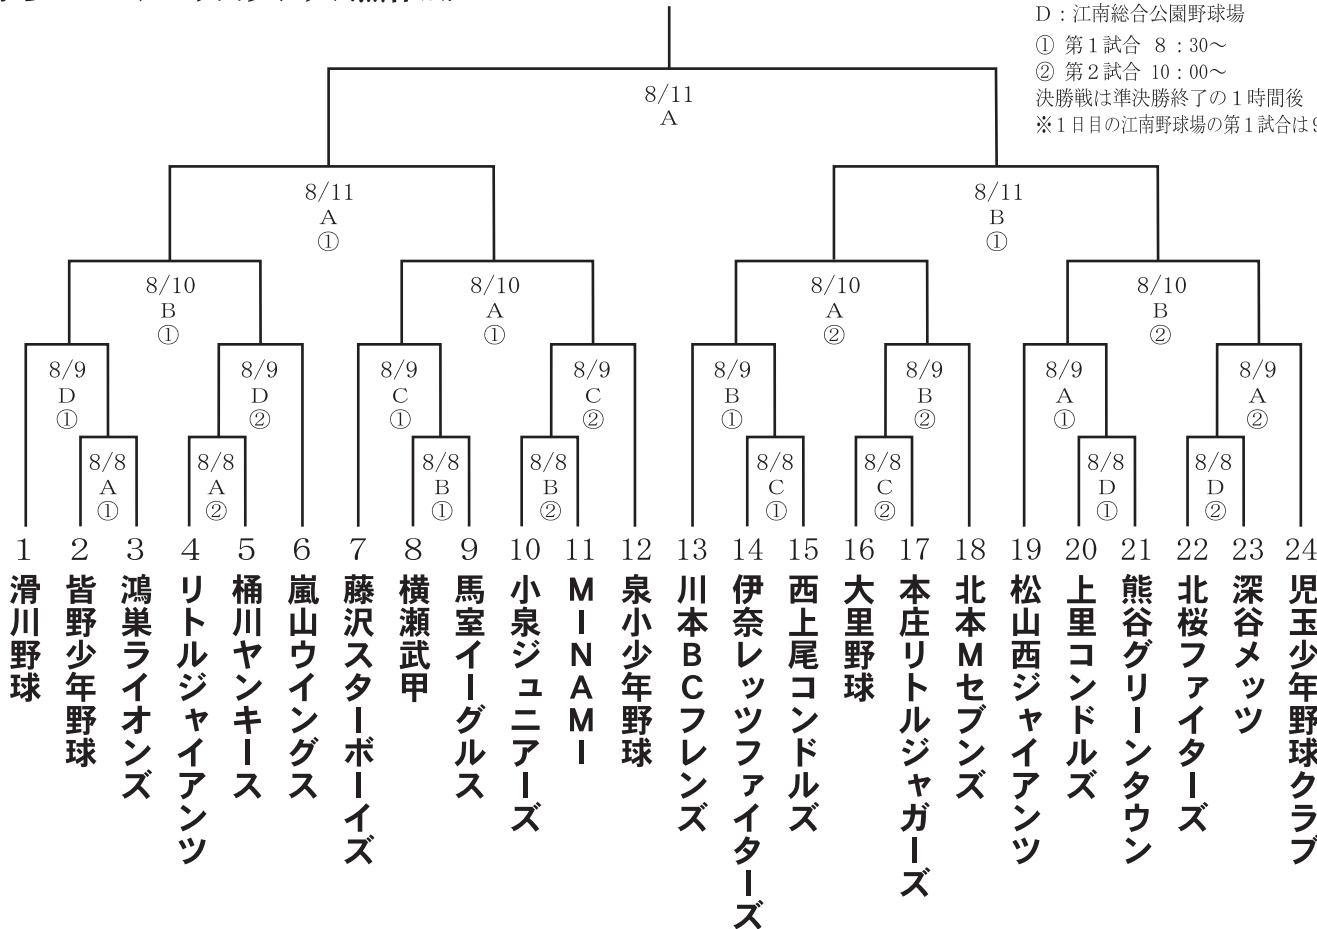 D：江南総合公園野球場
① 第１試合 ８：30～
② 第２試合 10：00～
決勝戦は準決勝終了の１時間後
※１日目の江南野球場の第１試合は
8/11
A
8/11
A
①
8/11
B
①
8/10
B
①
8/10
A
①
8/10
A
②
8/10
B
②
8/9
D
①
8/9
D
②
8/9
C
①
8/9
C
②
8/9
B
①
8/9
B
②
8/9
A
①
8/9
A
②
8/8
A
①
8/8
A
②
8/8
B
①
8/8
B
②
8/8
C
①
8/8
C
②
8/8
D
①
8/8
D
②
1
滑川野球
2
皆野少年野球
3
鴻巣ライオンズ
4
リトルジャイアンツ
5
桶川ヤンキース
6
嵐山ウイングス
7
藤沢スターボーイズ
8
横瀬武甲
9
馬室イーグルス
10
小泉ジュニアーズ
11
MINAMI
12
泉小少年野球
13
川本BCフレンズ
14
伊奈レッツファイターズ
15
西上尾コンドルズ
16
大里野球
17
本庄リトルジャガーズ
18
北本Mセブンズ
19
松山西ジャイアンツ
20
上里コンドルズ
21
熊谷グリーンタウン
22
北桜ファイターズ
23
深谷メッツ
24
児玉少年野球クラブ